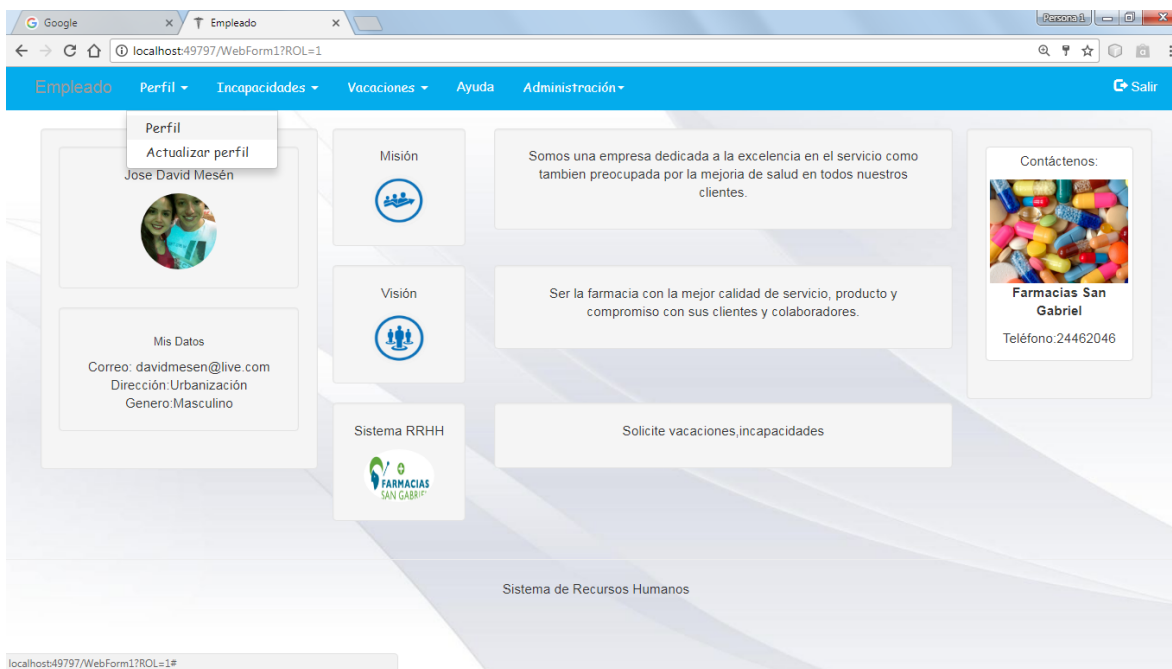 Google
Empleado
Persona 1
localhost:49797/WebForm1?ROL=1
Empleado Perfil Incapacidades Vacaciones Ayuda Administración Salir
Perfil
Actualizar perfil
Jose David Mesén
Mis Datos
Correo: davidmesen@live.com
Dirección:Urbanización
Genero:Masculino
Misión
Somos una empresa dedicada a la excelencia en el servicio como
tambien preocupada por la mejoria de salud en todos nuestros
clientes.
Visión
Ser la farmacia con la mejor calidad de servicio, producto y
compromiso con sus clientes y colaboradores.
Sistema RRHH
FARMACIAS
SAN GABRIEL
Solicite vacaciones,incapacidades
Contáctenos:
Farmacias San
Gabriel
Teléfono:24462046
Sistema de Recursos Humanos
localhost:49797/WebForm1?ROL=1#